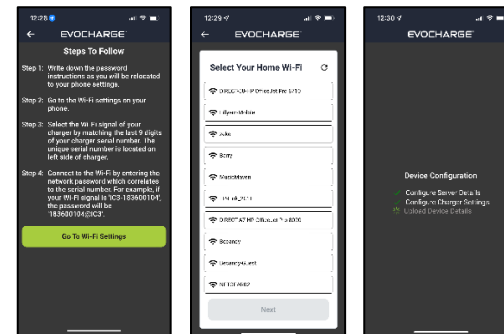 12:28
EVOCHARGE
Steps To Follow
Step 1: Write down the password
instructions as you will be relocated
to your phone settings.
Step 2: Go to the Wi-Fi settings on your
phone.
Step 3: Select the Wi-Fi signal of your
charger by matching the last 9 digits
of your charger serial number. The
unique serial number is located on
left side of charger.
Step 4: Connect to the Wi-Fi by entering the
network password which correlates
to the serial number. For example, if
your Wi-Fi signal is 'IC3-183600104',
the password will be
'183600104@IC3'.
Go To Wi-Fi Settings
12:29
EVOCHARGE
Select Your Home Wi-Fi
Barry
MusicMaven
Next
12:30
EVOCHARGE
Device Configuration
Configure Server Details
Configure Charger Settings
Upload Device Details